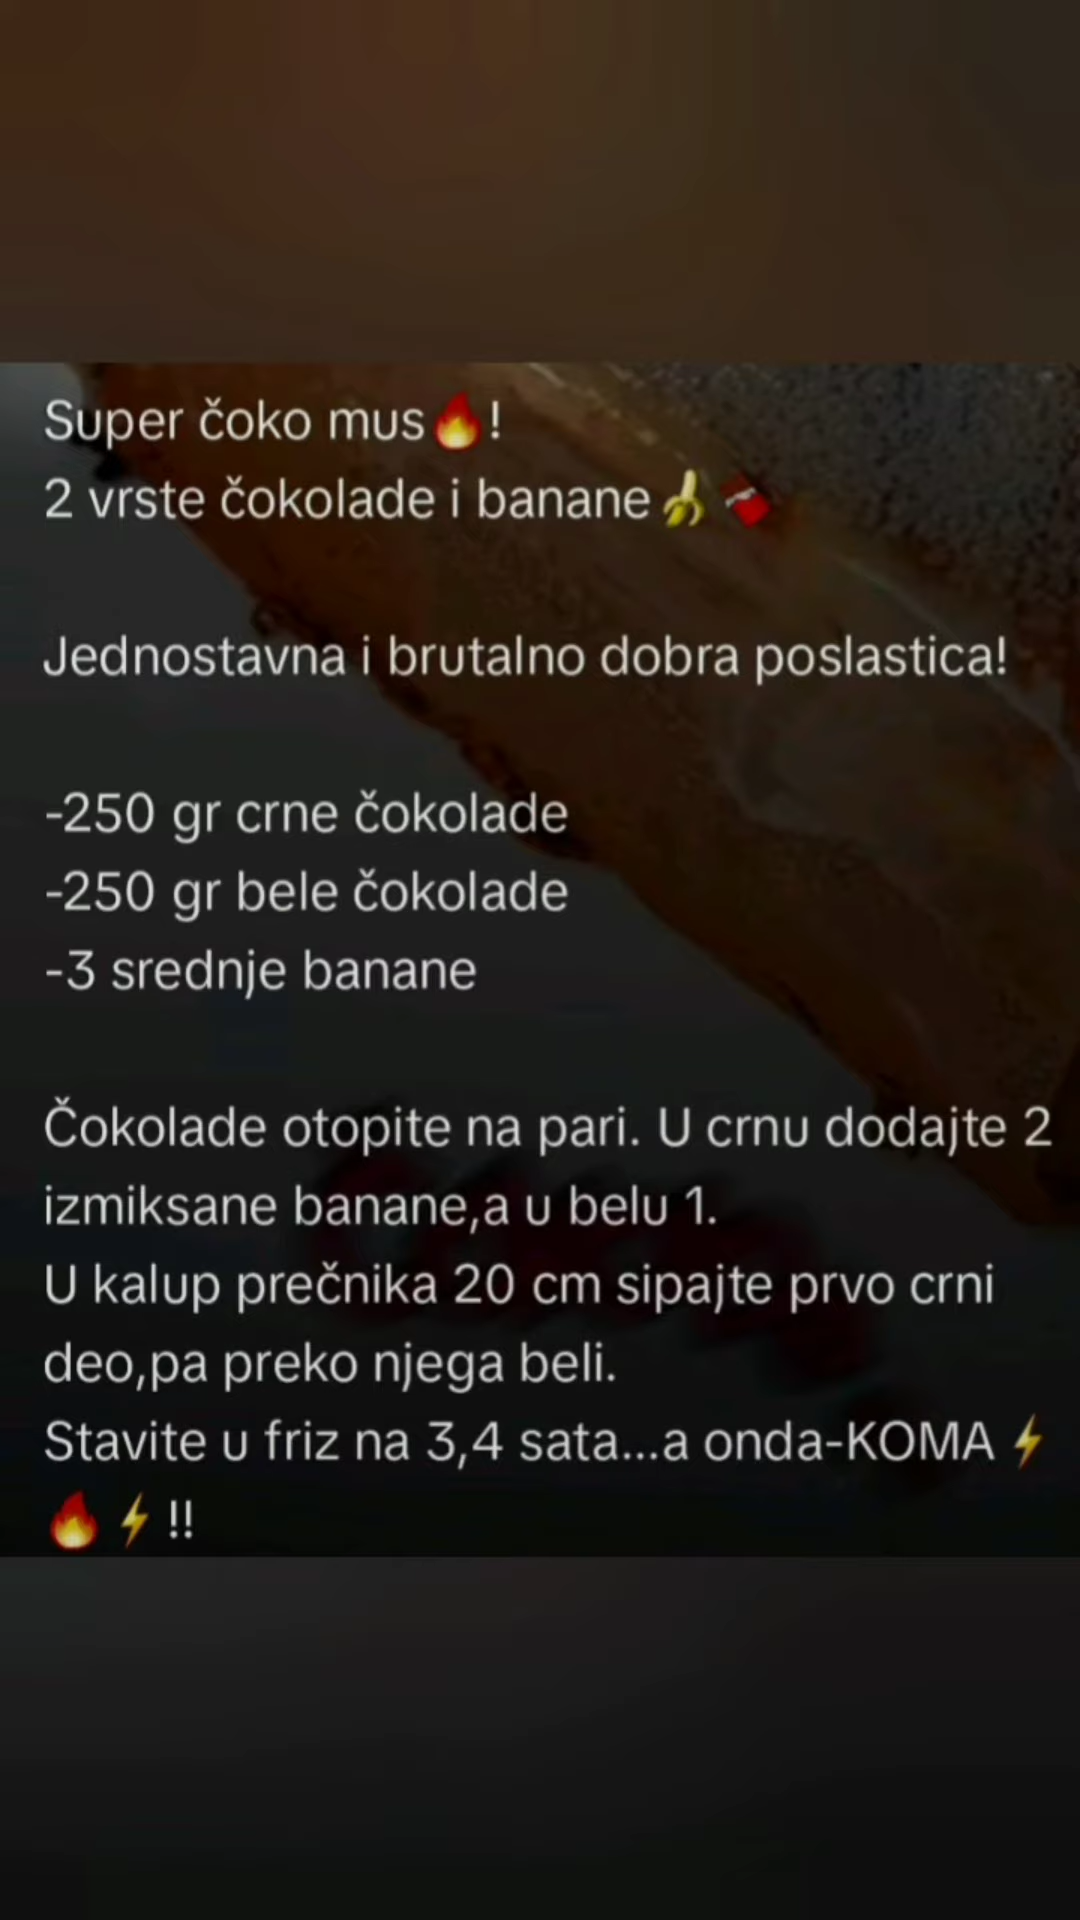 Super čoko mus🔥!
2 vrste čokolade i banane🍌🍫
Jednostavna i brutalno dobra poslastica!
-250 gr crne čokolade
-250 gr bele čokolade
-3 srednje banane
Čokolade otopite na pari. U crnu dodajte 2
izmiksane banane,a u belu 1.
U kalup prečnika 20 cm sipajte prvo crni
deo,pa preko njega beli.
Stavite u friz na 3,4 sata...a onda-KOMA⚡
🔥⚡!!